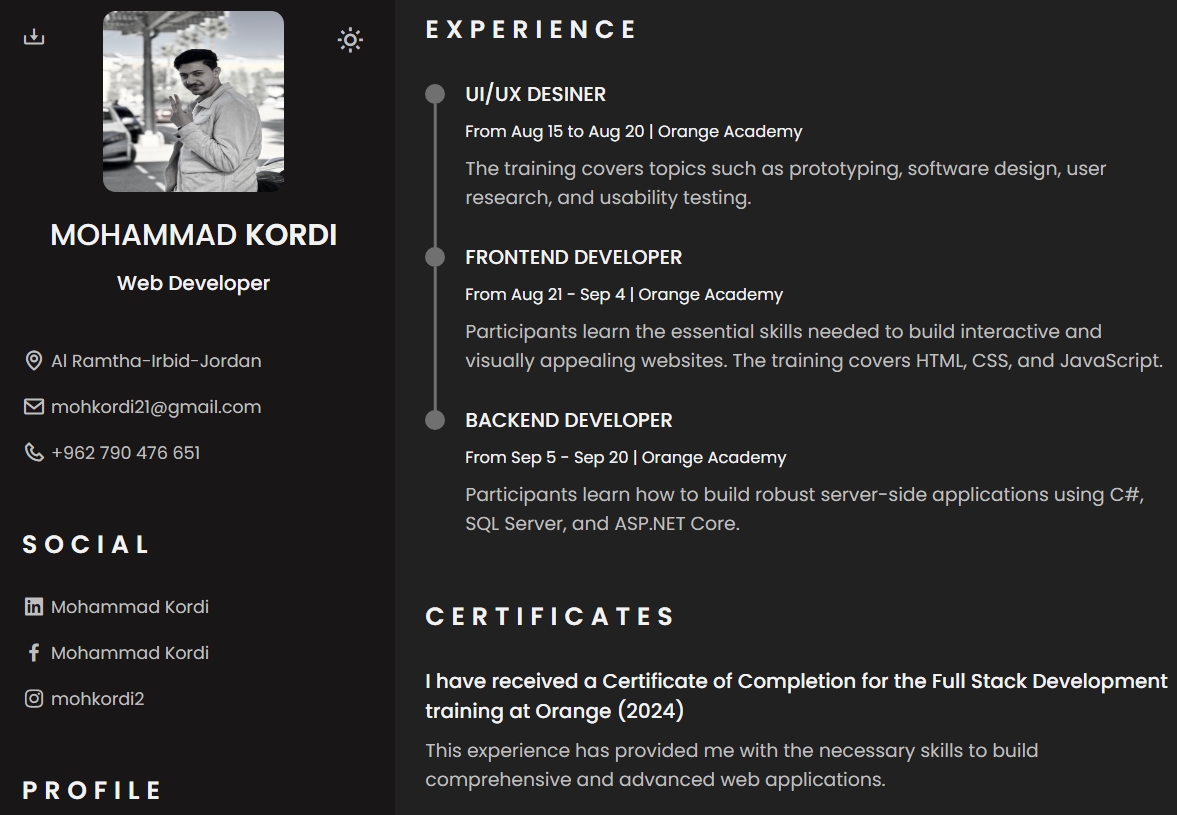 MOHAMMAD KORDI
Web Developer
Al Ramtha-Irbid-Jordan
mohkordi21@gmail.com
+962 790 476 651
SOCIAL
Mohammad Kordi
Mohammad Kordi
mohkordi2
PROFILE
EXPERIENCE
UI/UX DESINER
From Aug 15 to Aug 20 | Orange Academy
The training covers topics such as prototyping, software design, user
research, and usability testing.
FRONTEND DEVELOPER
From Aug 21 - Sep 4 | Orange Academy
Participants learn the essential skills needed to build interactive and
visually appealing websites. The training covers HTML, CSS, and JavaScript.
BACKEND DEVELOPER
From Sep 5 - Sep 20 | Orange Academy
Participants learn how to build robust server-side applications using C#,
SQL Server, and ASP.NET Core.
CERTIFICATES
I have received a Certificate of Completion for the Full Stack Development
training at Orange (2024)
This experience has provided me with the necessary skills to build
comprehensive and advanced web applications.